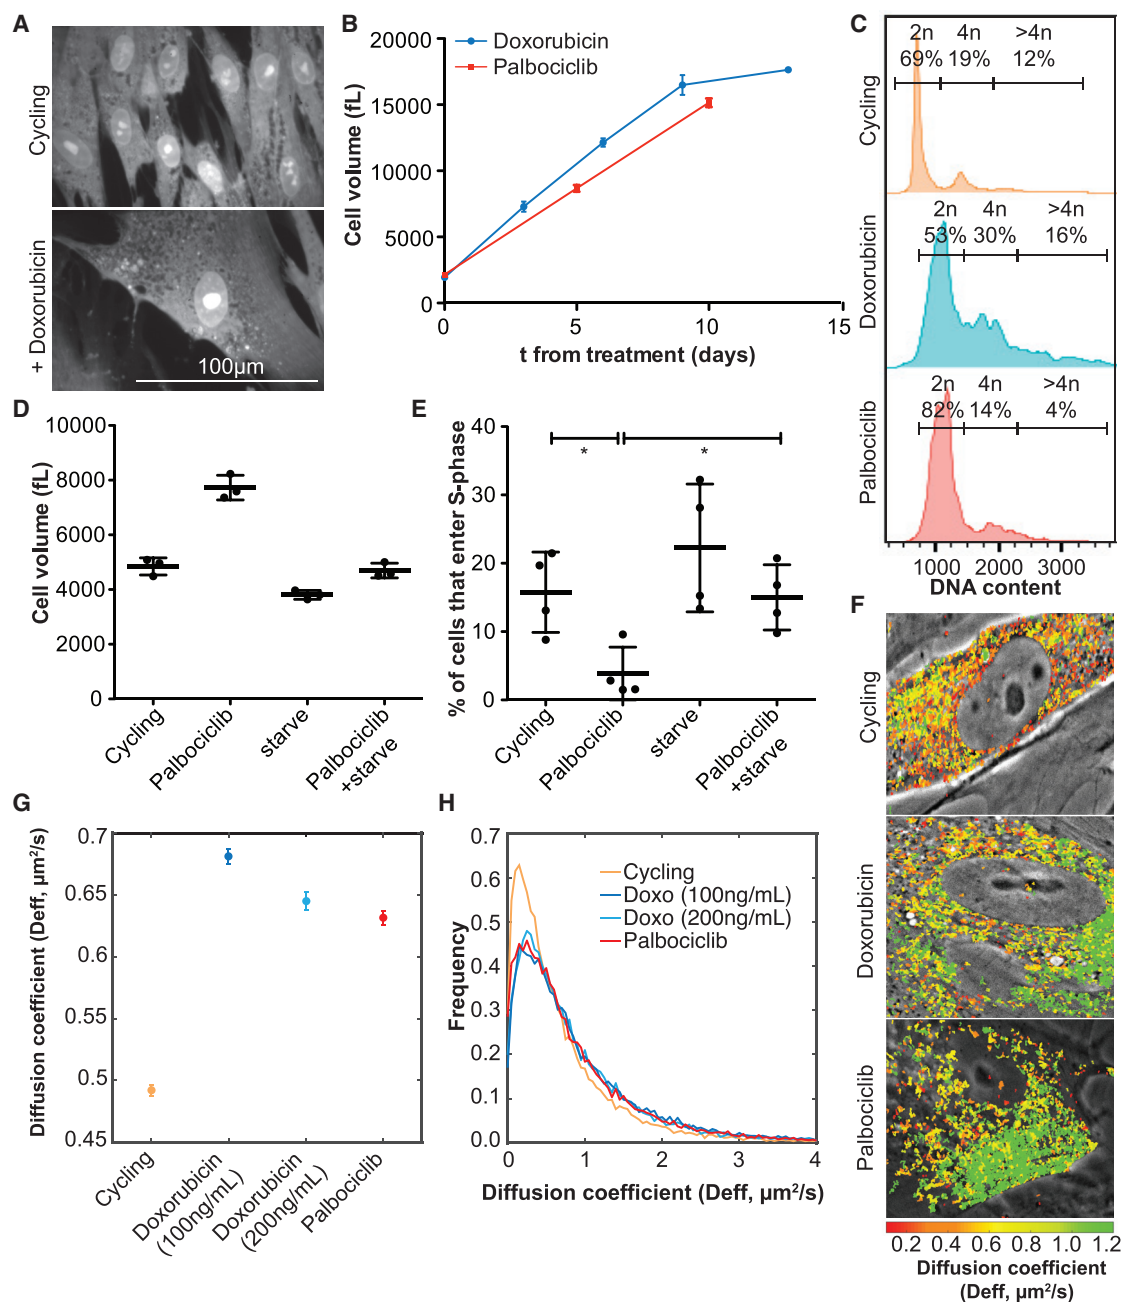 A
Cycling
+ Doxorubicin
100µm
B
Cell volume (fL)
20000
15000
10000
5000
0
Doxorubicin
Palbociclib
0 5 10 15
t from treatment (days)
C
Cycling
2n 4n >4n
69% 19% 12%
Doxorubicin
2n 4n >4n
53% 30% 16%
Palbociclib
2n 4n >4n
82% 14% 4%
1000 2000 3000
DNA content
D
Cell volume (fL)
10000
8000
6000
4000
2000
0
Cycling
Palbociclib
starve
Palbociclib
+starve
E
% of cells that enter S-phase
40
30
20
10
0
* *
Cycling
Palbociclib
starve
Palbociclib
+starve
F
Cycling
Doxorubicin
Palbociclib
0.2 0.4 0.6 0.8 1.0 1.2
Diffusion coefficient
(Deff, µm²/s)
G
Diffusion coefficient (Deff, µm²/s)
0.7
0.65
0.6
0.55
0.5
0.45
Cycling
Doxorubicin
(100ng/mL)
Doxorubicin
(200ng/mL)
Palbociclib
H
Frequency
0.7
0.6
0.5
0.4
0.3
0.2
0.1
0.0
Cycling
Doxo (100ng/mL)
Doxo (200ng/mL)
Palbociclib
0 1 2 3 4
Diffusion coefficient (Deff, µm²/s)